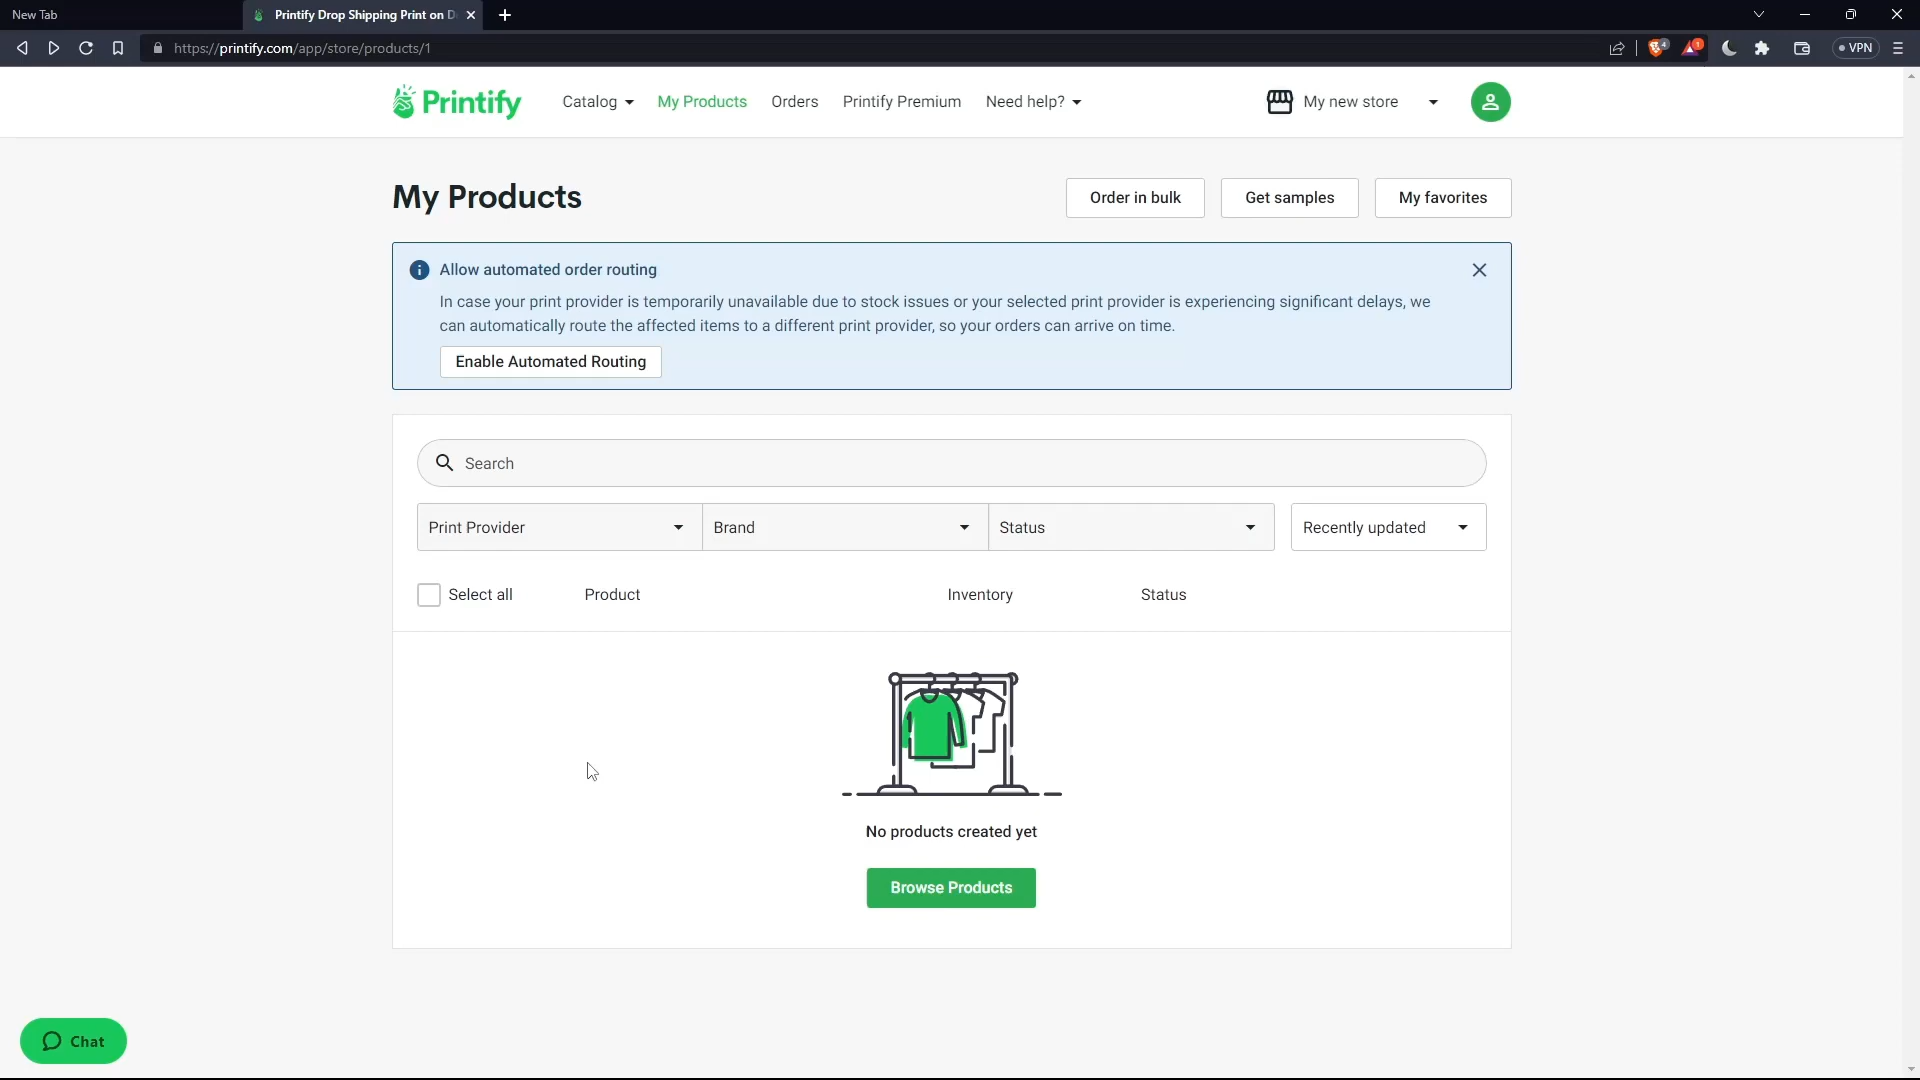 New Tab
Printify Drop Shipping Print on D
https://printify.com/app/store/products/1
4
1
VPN
Printify
Catalog
My Products
Orders
Printify Premium
Need help?
My new store
My Products
Order in bulk
Get samples
My favorites
Allow automated order routing
In case your print provider is temporarily unavailable due to stock issues or your selected print provider is experiencing significant delays, we
can automatically route the affected items to a different print provider, so your orders can arrive on time.
Enable Automated Routing
Search
Print Provider
Brand
Status
Recently updated
Select all
Product
Inventory
Status
No products created yet
Browse Products
Chat